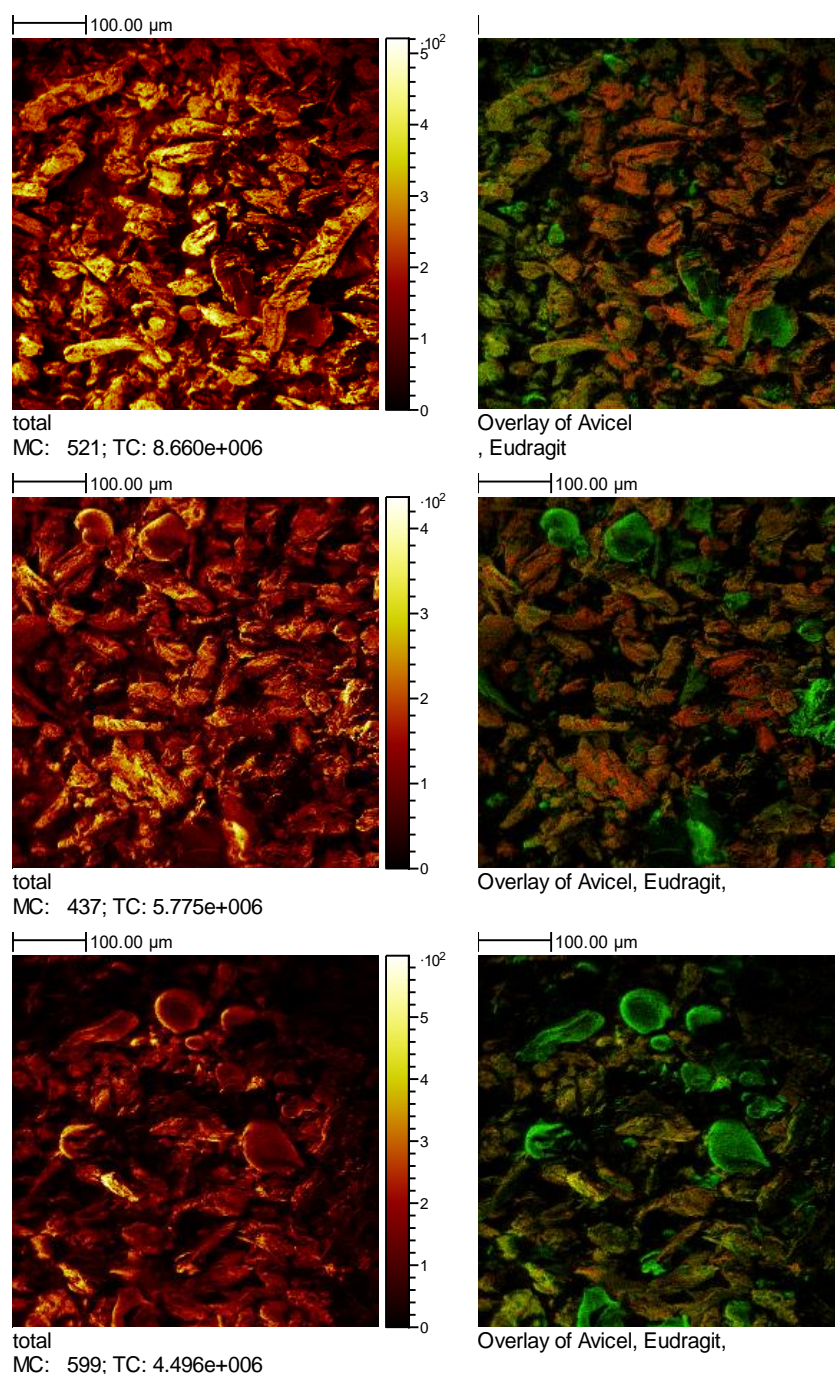 100.00 µm
·10²
5
4
3
2
1
0
total
MC: 521; TC: 8.660e+006
Overlay of Avicel
, Eudragit
100.00 µm
100.00 µm
·10²
4
3
2
1
0
total
MC: 437; TC: 5.775e+006
Overlay of Avicel, Eudragit,
100.00 µm
100.00 µm
·10²
5
4
3
2
1
0
total
MC: 599; TC: 4.496e+006
Overlay of Avicel, Eudragit,